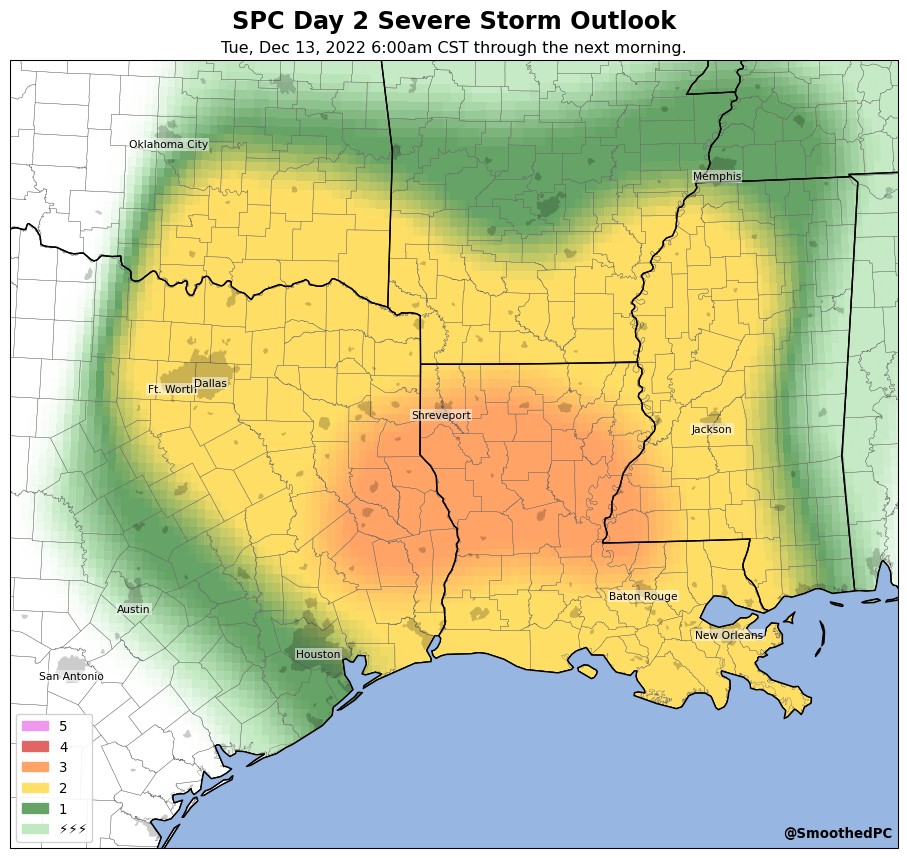 SPC Day 2 Severe Storm Outlook
Tue, Dec 13, 2022 6:00am CST through the next morning.
Oklahoma City
Memphis
Dallas
Ft. Worth
Shreveport
Jackson
Baton Rouge
Austin
New Orleans
Houston
San Antonio
5
4
3
2
1
⚡⚡⚡
@SmoothedPC